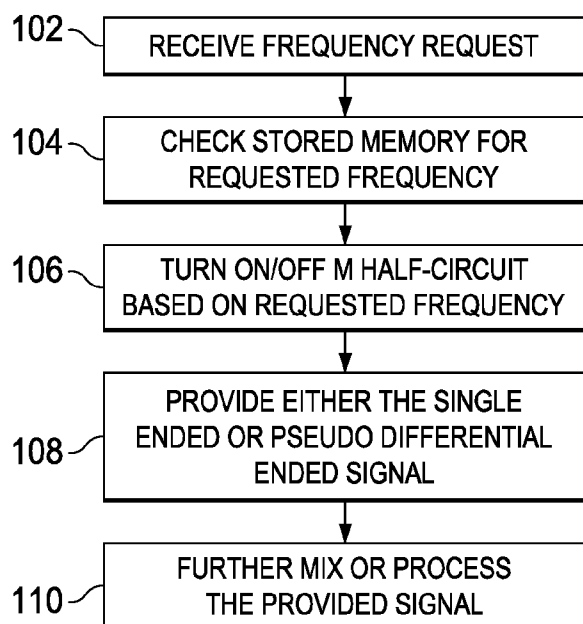 102
RECEIVE FREQUENCY REQUEST
104
CHECK STORED MEMORY FOR
REQUESTED FREQUENCY
106
TURN ON/OFF M HALF-CIRCUIT
BASED ON REQUESTED FREQUENCY
108
PROVIDE EITHER THE SINGLE
ENDED OR PSEUDO DIFFERENTIAL
ENDED SIGNAL
110
FURTHER MIX OR PROCESS
THE PROVIDED SIGNAL